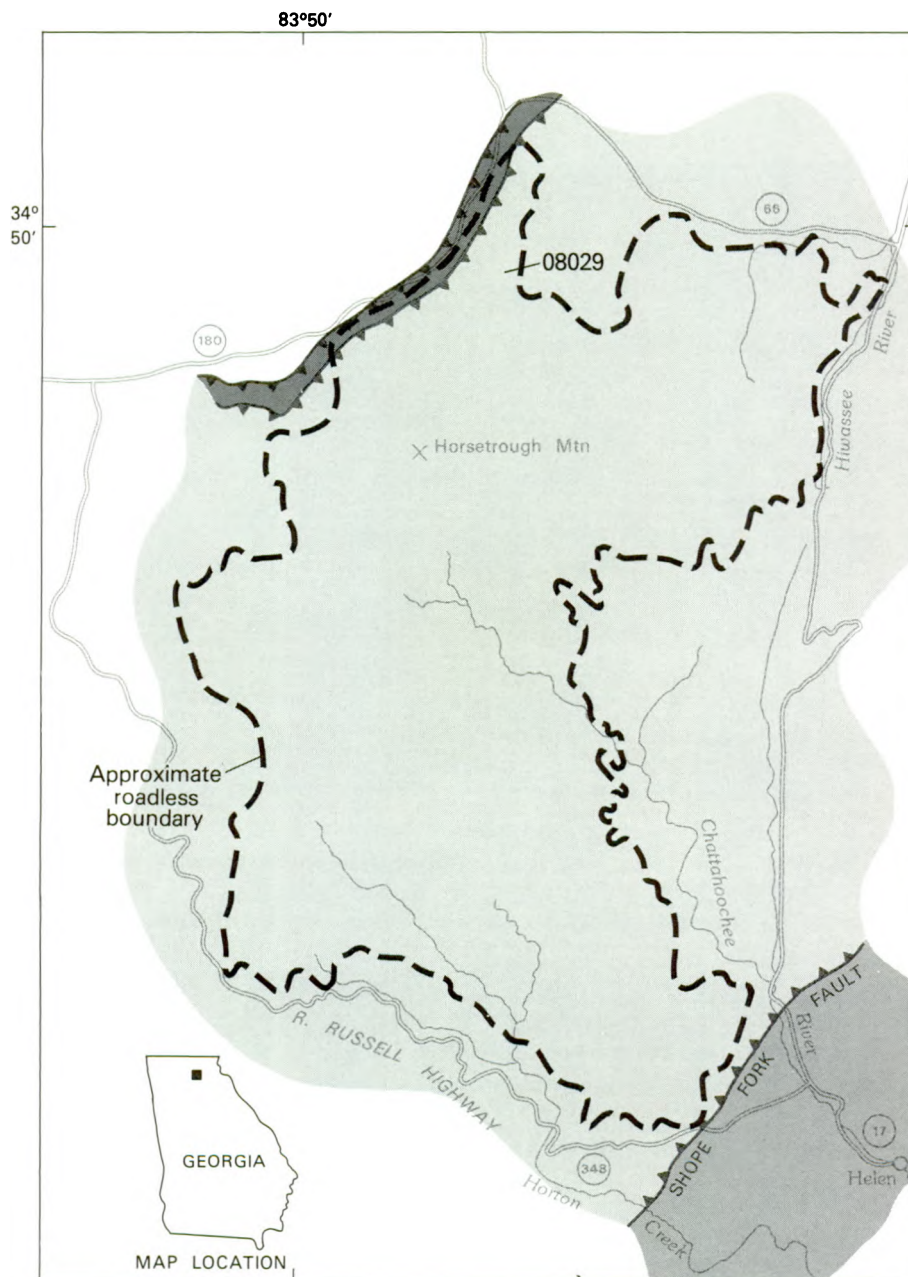 83°50'
34°
50'
66
08029
180
Hiwassee
River
Horsetrough Mtn
Approximate
roadless
boundary
Chattahoochee
River
R. RUSSELL HIGHWAY
SHOPE FORK FAULT
17
348
Helen
Horton
Creek
GEORGIA
MAP LOCATION